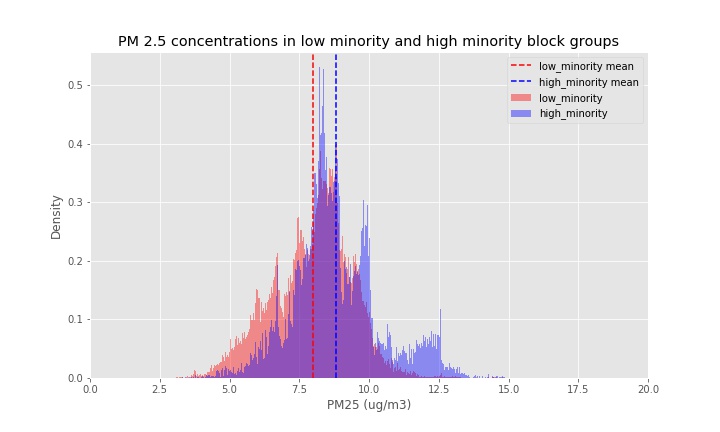 PM 2.5 concentrations in low minority and high minority block groups
low_minority mean
high_minority mean
low_minority
high_minority
Density
0.5
0.4
0.3
0.2
0.1
0.0
0.0 2.5 5.0 7.5 10.0 12.5 15.0 17.5 20.0
PM25 (ug/m3)